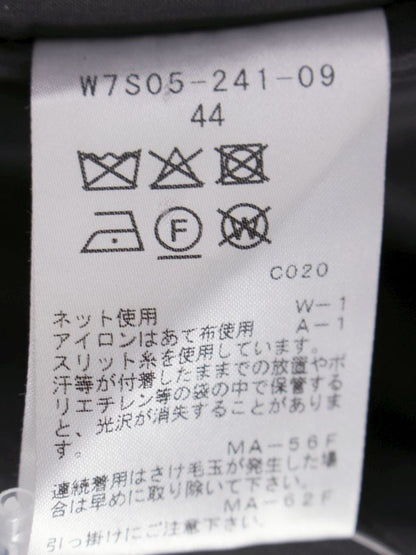 W7S05-241-09
44
F
W
C020
ネット使用 W-1
アイロンはあて布使用 A-1
スリット糸を使用しています。
汗等が付着したままでの放置やポ
リエチレン等の袋の中で保管する
と、光沢が消失することがありま
す。
MA-56F
連続着用はさけ毛玉が発生した場
合は早めに取り除いて下さい。
MA-62F
引っ掛けにご注意下さい。